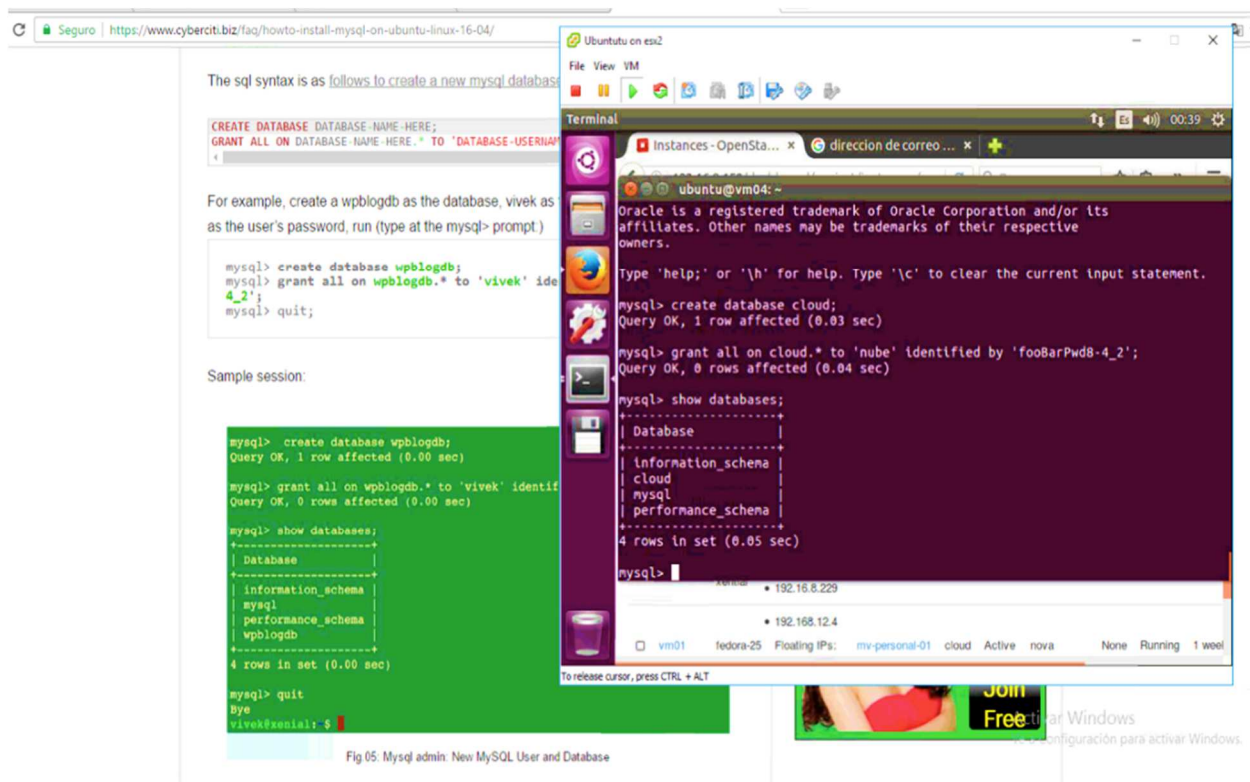 Seguro | https://www.cyberciti.biz/faq/howto-install-mysql-on-ubuntu-linux-16-04/
The sql syntax is as follows to create a new mysql database
CREATE DATABASE DATABASE-NAME-HERE;
GRANT ALL ON DATABASE-NAME-HERE.* TO 'DATABASE-USERNAM
For example, create a wpblogdb as the database, vivek as
as the user's password, run (type at the mysql> prompt:)
mysql> create database wpblogdb;
mysql> grant all on wpblogdb.* to 'vivek' ide
4_2';
mysql> quit;
Sample session:
mysql> create database wpblogdb;
Query OK, 1 row affected (0.00 sec)
mysql> grant all on wpblogdb.* to 'vivek' identif
Query OK, 0 rows affected (0.00 sec)
mysql> show databases;
| Database |
| information_schema |
| mysql |
| performance_schema |
| wpblogdb |
4 rows in set (0.00 sec)
mysql> quit
Bye
vivek@xenial:~$
Fig.05: Mysql admin: New MySQL User and Database
Ubuntutu on esx2
File View VM
Terminal
Es 00:39
Instances - OpenSta... × direccion de correo ... ×
ubuntu@vm04: ~
Oracle is a registered trademark of Oracle Corporation and/or its
affiliates. Other names may be trademarks of their respective
owners.
Type 'help;' or '\h' for help. Type '\c' to clear the current input statement.
mysql> create database cloud;
Query OK, 1 row affected (0.03 sec)
mysql> grant all on cloud.* to 'nube' identified by 'fooBarPwd8-4_2';
Query OK, 0 rows affected (0.04 sec)
mysql> show databases;
| Database |
| information_schema |
| cloud |
| mysql |
| performance_schema |
4 rows in set (0.05 sec)
mysql>
• 192.16.8.229
• 192.168.12.4
vm01 fedora-25 Floating IPs: mv-personal-01 cloud Active nova None Running 1 week
To release cursor, press CTRL + ALT
Join
Free
Windows
configuración para activar Windows.